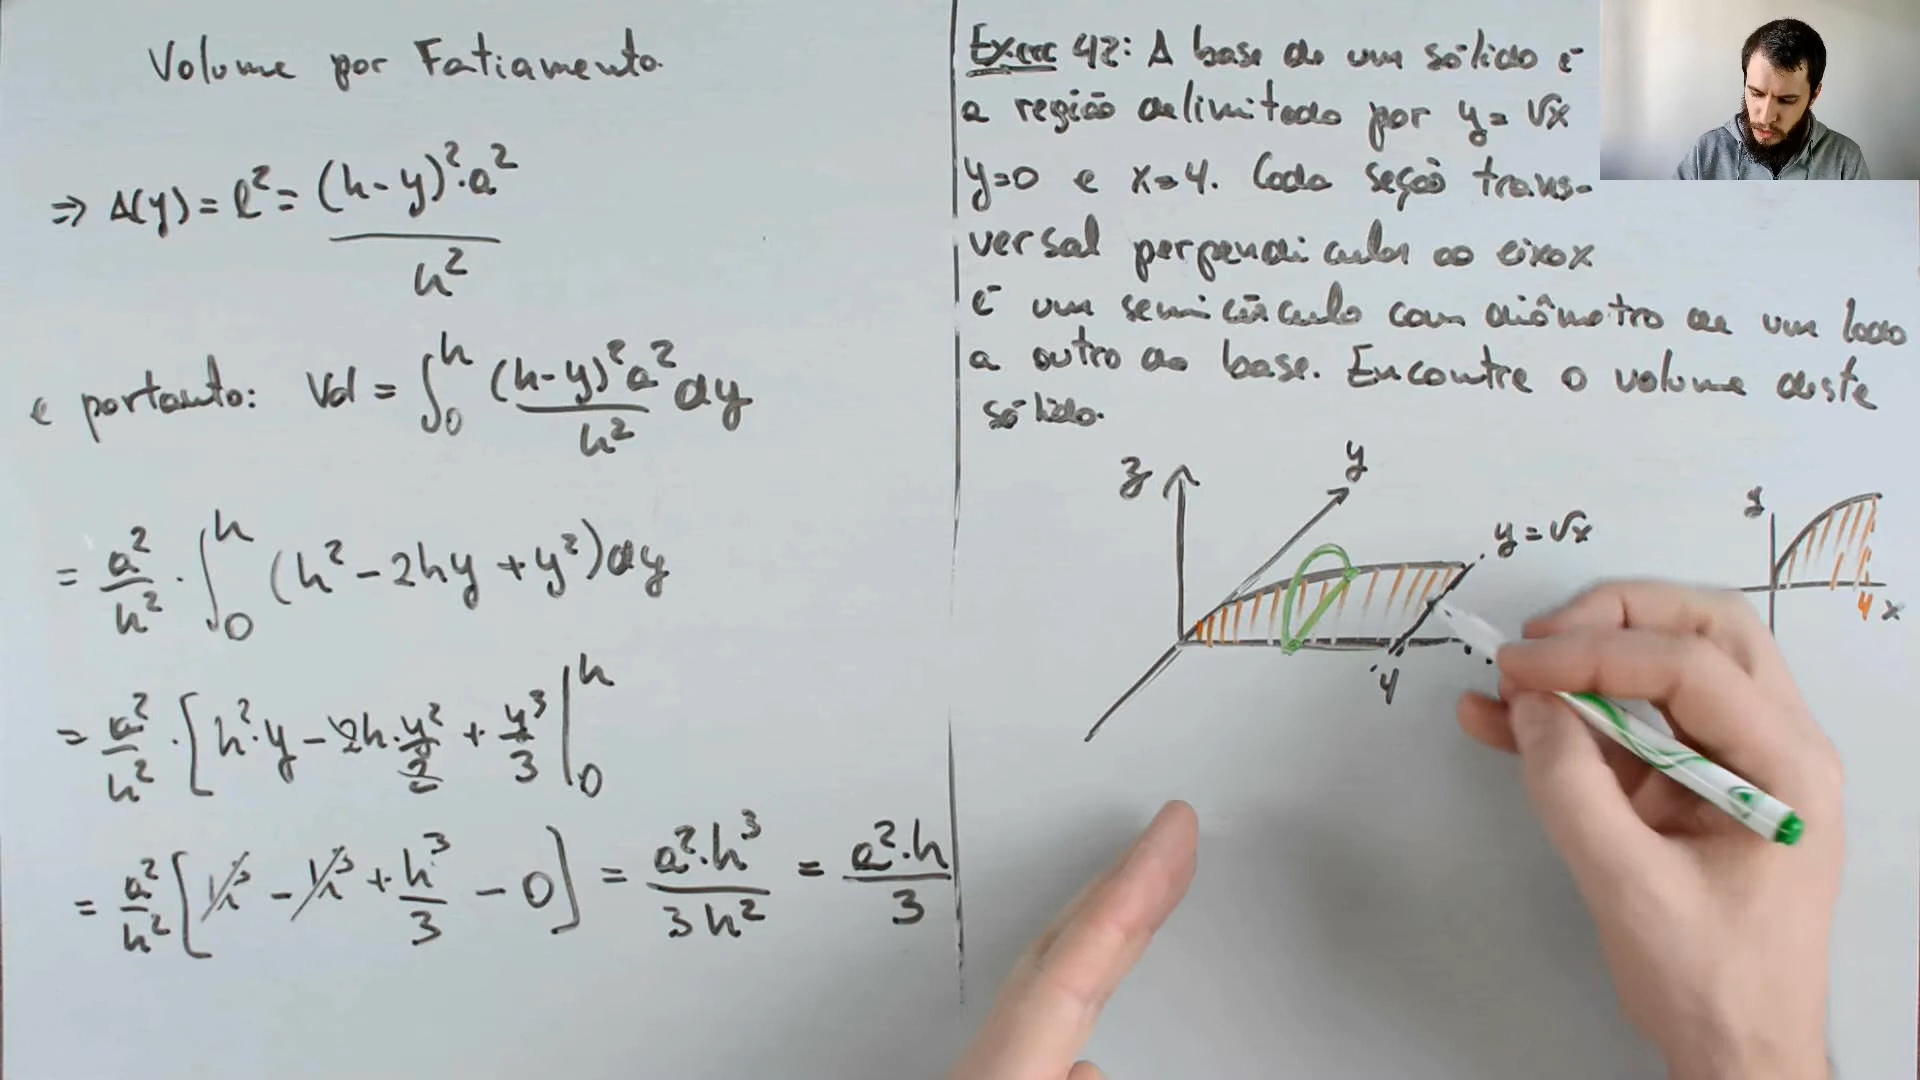 Volume por Fatiamento
⇒ A(y) = l² = (h-y)²·a² / h²
e portanto: Vol = ∫₀ʰ (h-y)²a² / h² dy
= a²/h² · ∫₀ʰ (h² - 2hy + y²)dy
= a²/h² · [h²·y - 2h·y²/2 + y³/3 |₀ʰ
= a²/h² [h³ - h³ + h³/3 - 0] = a²·h³ / 3h² = a²·h / 3
Exerc 42: A base de um sólido é
a região delimitada por y = √x
y=0 e x=4. Cada seção trans-
versal perpendicular ao eixo x
é um semicírculo com diâmetro de um lado
a outro da base. Encontre o volume deste
sólido.
z
y
y = √x
4
y
4
x